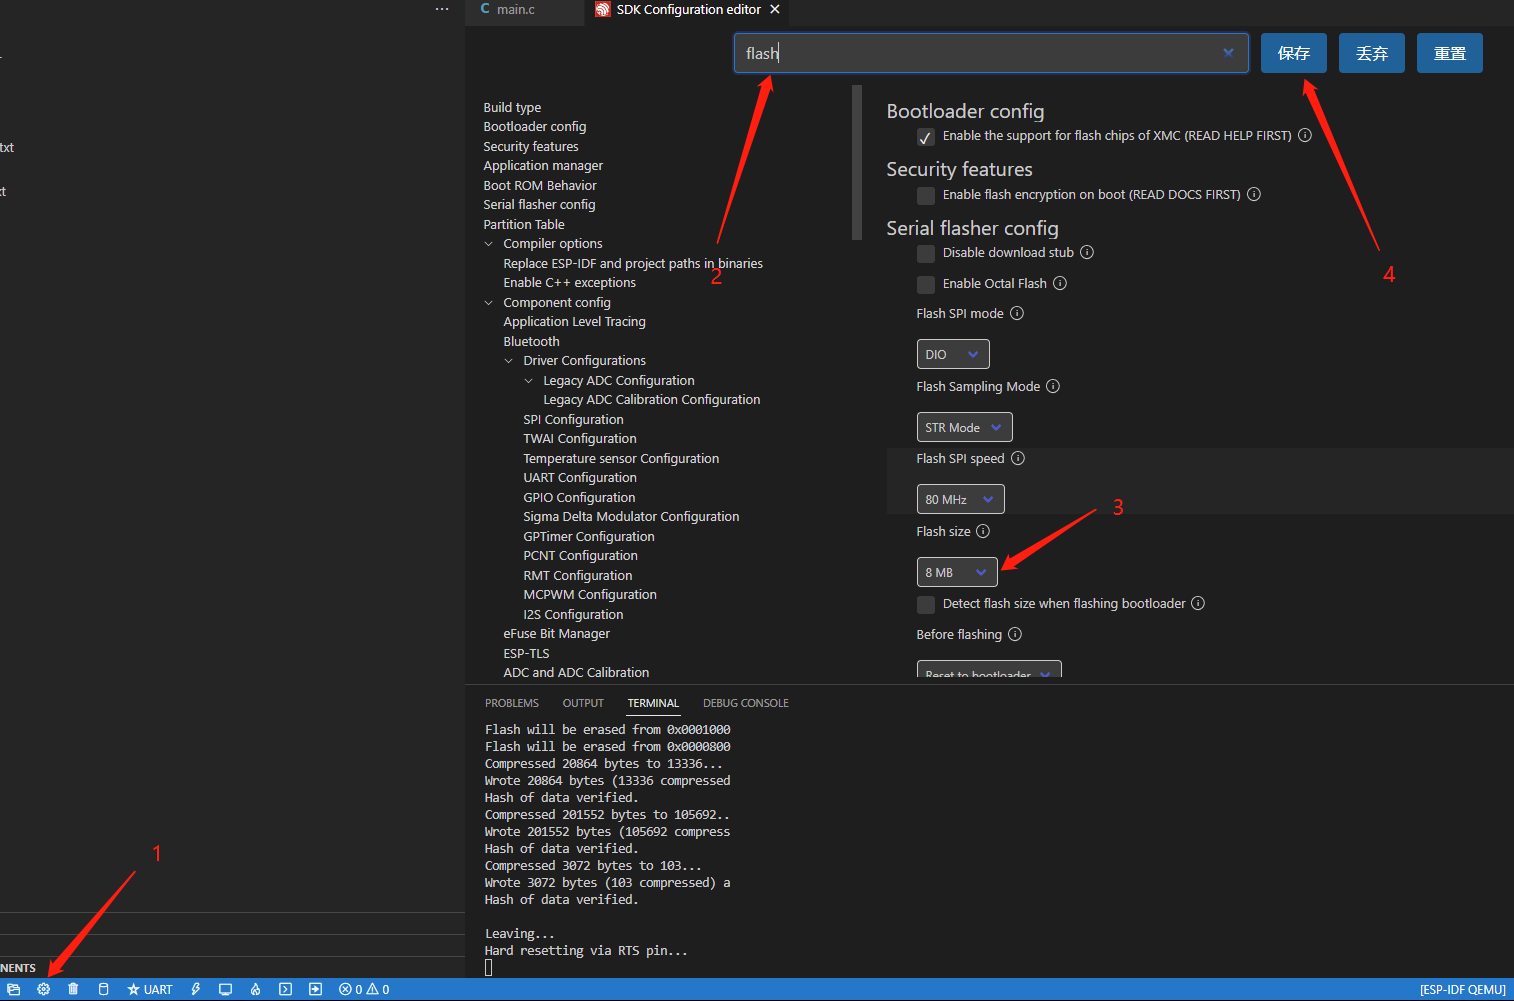 ...
C main.c
SDK Configuration editor
flash
保存
丢弃
重置
txt
Build type
Bootloader config
Security features
Application manager
Boot ROM Behavior
Serial flasher config
Partition Table
Compiler options
Replace ESP-IDF and project paths in binaries
Enable C++ exceptions
Component config
Application Level Tracing
Bluetooth
Driver Configurations
Legacy ADC Configuration
Legacy ADC Calibration Configuration
SPI Configuration
TWAI Configuration
Temperature sensor Configuration
UART Configuration
GPIO Configuration
Sigma Delta Modulator Configuration
GPTimer Configuration
PCNT Configuration
RMT Configuration
MCPWM Configuration
I2S Configuration
eFuse Bit Manager
ESP-TLS
ADC and ADC Calibration
2
Bootloader config
Enable the support for flash chips of XMC (READ HELP FIRST)
Security features
Enable flash encryption on boot (READ DOCS FIRST)
Serial flasher config
Disable download stub
Enable Octal Flash
Flash SPI mode
DIO
Flash Sampling Mode
STR Mode
Flash SPI speed
80 MHz
Flash size
8 MB
Detect flash size when flashing bootloader
Before flashing
Reset to bootloader
4
3
PROBLEMS
OUTPUT
TERMINAL
DEBUG CONSOLE
Flash will be erased from 0x0001000
Flash will be erased from 0x0000800
Compressed 20864 bytes to 13336...
Wrote 20864 bytes (13336 compressed
Hash of data verified.
Compressed 201552 bytes to 105692..
Wrote 201552 bytes (105692 compress
Hash of data verified.
Compressed 3072 bytes to 103...
Wrote 3072 bytes (103 compressed) a
Hash of data verified.
Leaving...
Hard resetting via RTS pin...
1
NENTS
UART
0
0
[ESP-IDF QEMU]